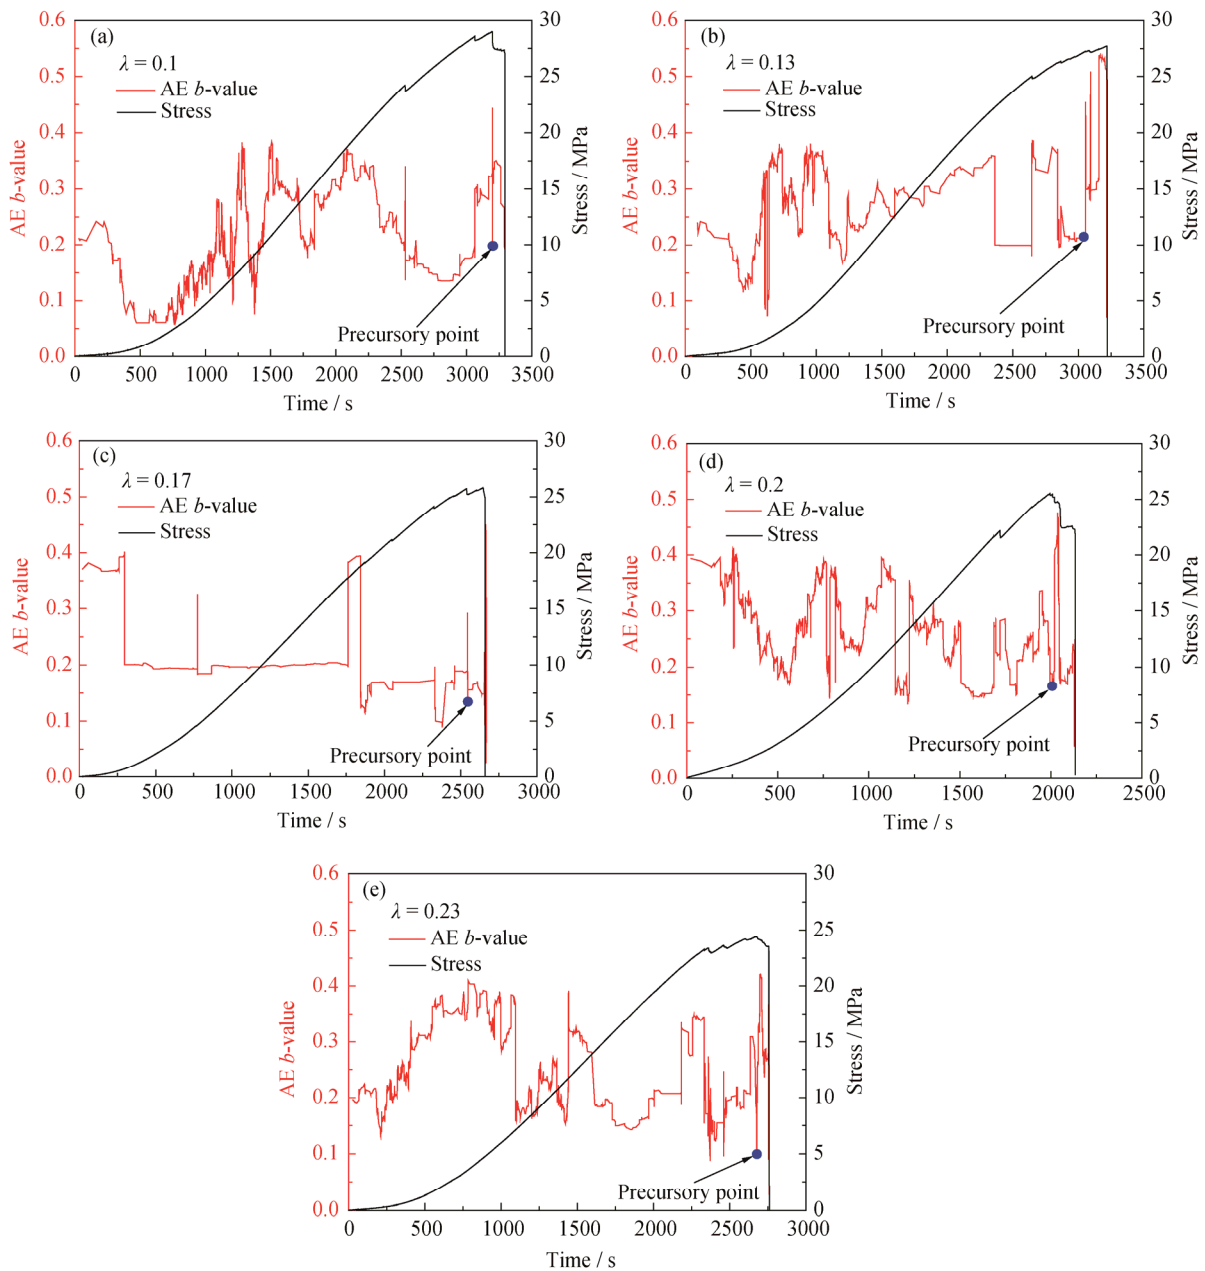 (a)
λ = 0.1
AE b-value
Stress
Precursory point
0.6
0.5
0.4
0.3
0.2
0.1
0.0
AE b-value
30
25
20
15
10
5
0
Stress / MPa
0 500 1000 1500 2000 2500 3000 3500
Time / s
(b)
λ = 0.13
AE b-value
Stress
Precursory point
0.6
0.5
0.4
0.3
0.2
0.1
0.0
AE b-value
30
25
20
15
10
5
0
Stress / MPa
0 500 1000 1500 2000 2500 3000 3500
Time / s
(c)
λ = 0.17
AE b-value
Stress
Precursory point
0.6
0.5
0.4
0.3
0.2
0.1
0.0
AE b-value
30
25
20
15
10
5
0
Stress / MPa
0 500 1000 1500 2000 2500 3000
Time / s
(d)
λ = 0.2
AE b-value
Stress
Precursory point
0.6
0.5
0.4
0.3
0.2
0.1
0.0
AE b-value
30
25
20
15
10
5
0
Stress / MPa
0 500 1000 1500 2000 2500
Time / s
(e)
λ = 0.23
AE b-value
Stress
Precursory point
0.6
0.5
0.4
0.3
0.2
0.1
0.0
AE b-value
30
25
20
15
10
5
0
Stress / MPa
0 500 1000 1500 2000 2500 3000
Time / s